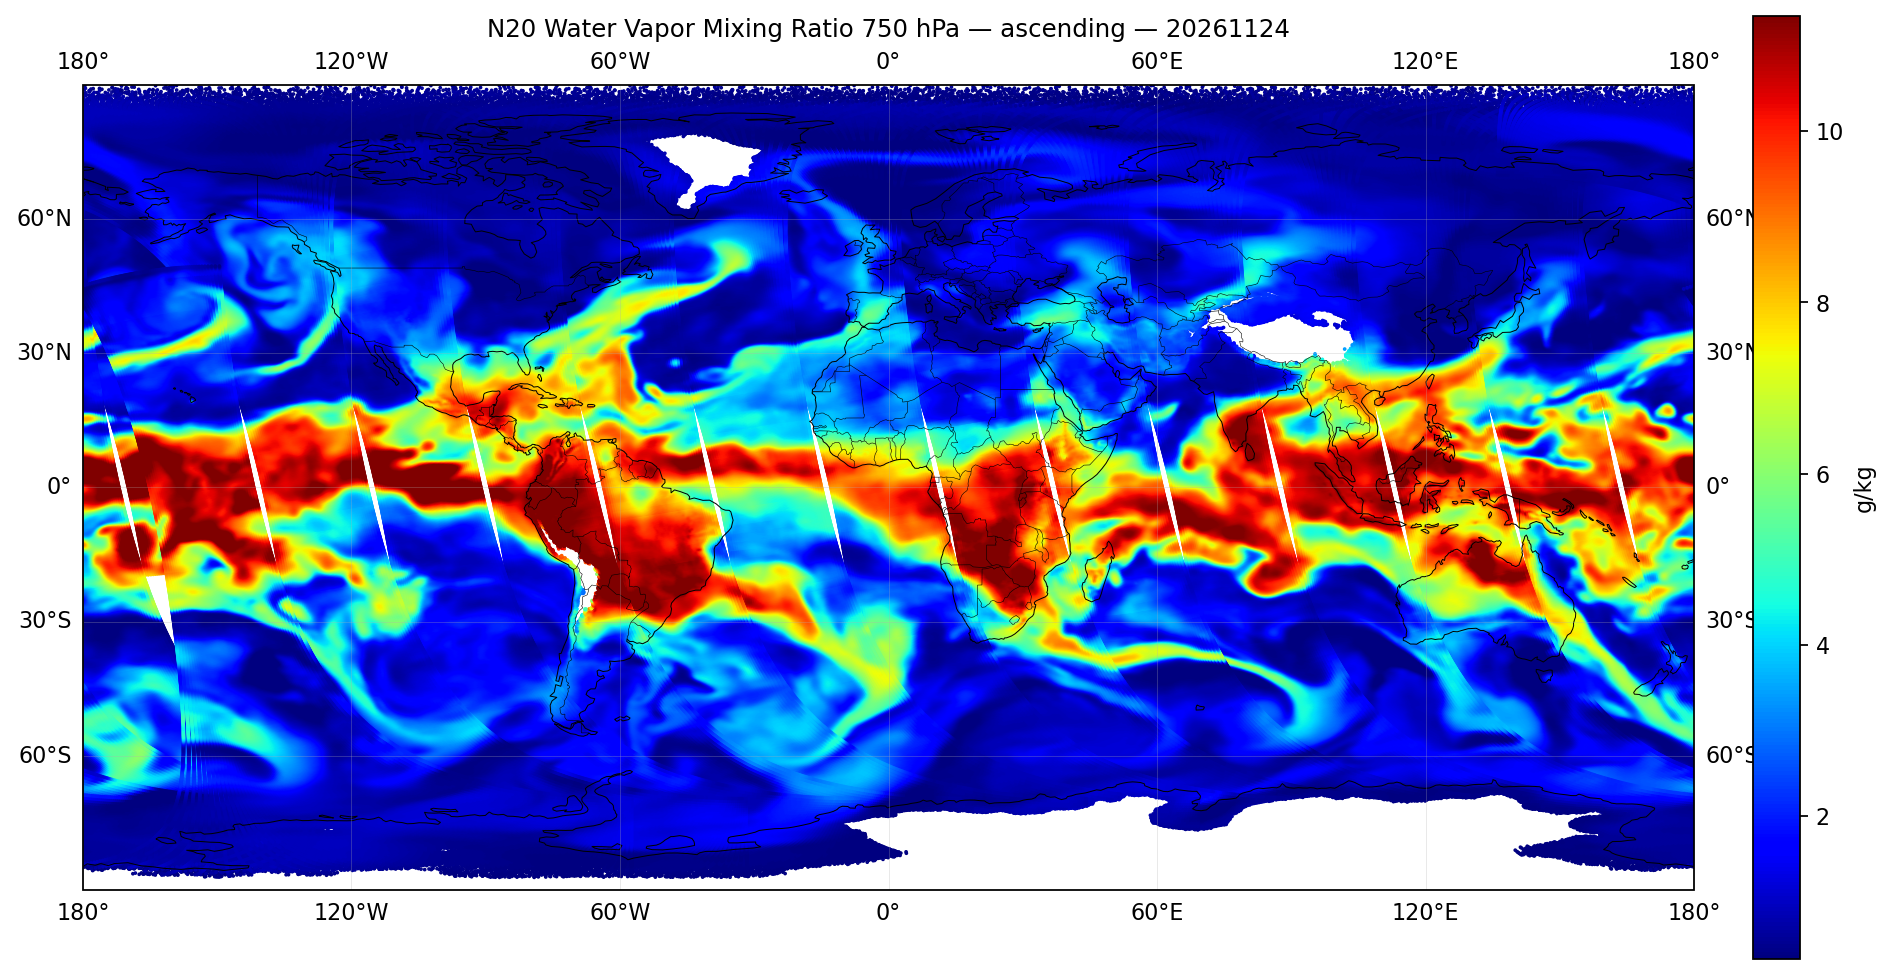 N20 Water Vapor Mixing Ratio 750 hPa — ascending — 20261124
180° 120°W 60°W 0° 60°E 120°E 180°
60°N 60°N
30°N 30°N
0° 0°
30°S 30°S
60°S 60°S
180° 120°W 60°W 0° 60°E 120°E 180°
10
8
6
4
2
g/kg